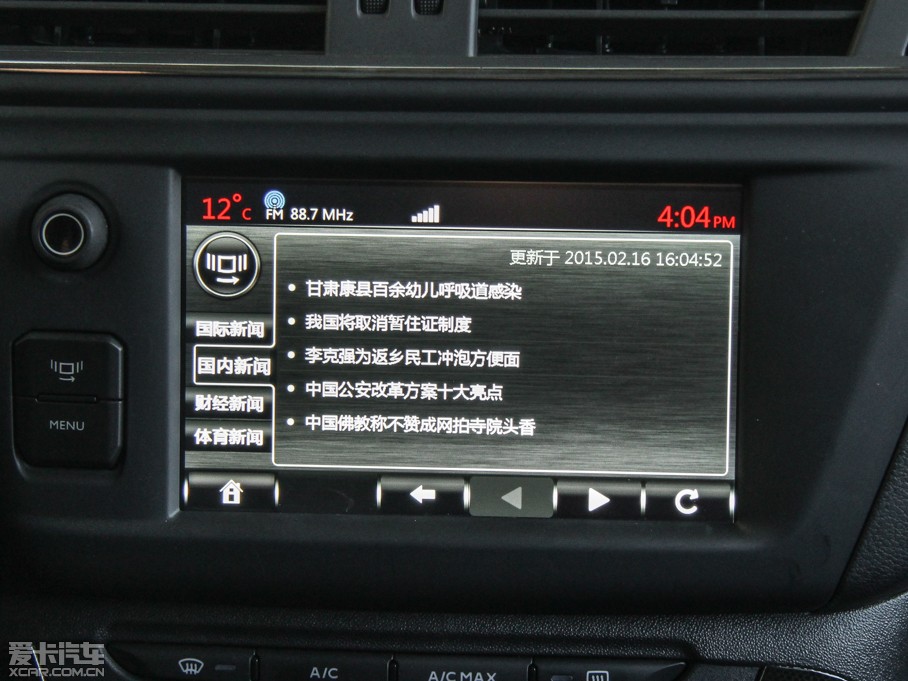 12°C FM 88.7 MHz 4:04PM
更新于 2015.02.16 16:04:52
甘肃康县百余幼儿呼吸道感染
我国将取消暂住证制度
李克强为返乡民工冲泡方便面
中国公安改革方案十大亮点
中国佛教称不赞成网拍寺院头香
国际新闻
国内新闻
财经新闻
体育新闻
MENU
A/C
A/C MAX
爱卡汽车
XCAR.COM.CN